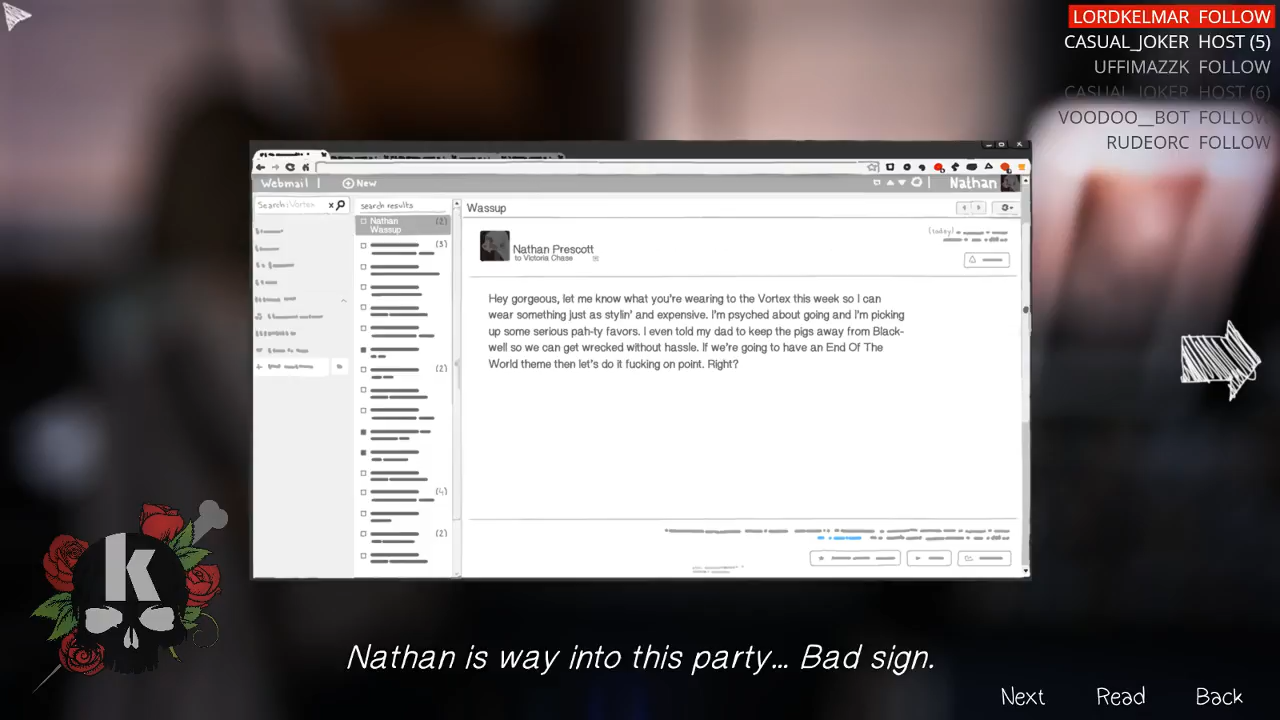 LORDKELMAR FOLLOW
CASUAL_JOKER HOST (5)
UFFIMAZZK FOLLOW
CASUAL_JOKER HOST (6)
VOODOO__BOT FOLLOW
RUDEORC FOLLOW
Webmail | New
Nathan
Search: Vortex x
search results
Nathan (2)
Wassup
(3)
(2)
(4)
(2)
Wassup
Nathan Prescott
to Victoria Chase
(today)
Hey gorgeous, let me know what you're wearing to the Vortex this week so I can
wear something just as stylin' and expensive. I'm psyched about going and I'm picking
up some serious pah-ty favors. I even told my dad to keep the pigs away from Black-
well so we can get wrecked without hassle. If we're going to have an End Of The
World theme then let's do it fucking on point. Right?
K
Nathan is way into this party... Bad sign.
Next Read Back